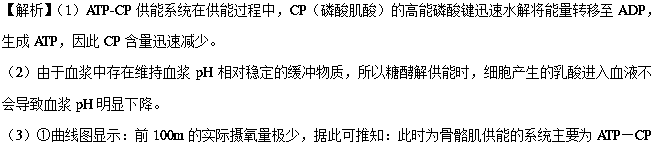 【解析】（1）ATP-CP 供能系统在供能过程中，CP（磷酸肌酸）的高能磷酸键迅速水解将能量转移至 ADP，
生成 ATP，因此 CP 含量迅速减少。
（2）由于血浆中存在维持血浆 pH 相对稳定的缓冲物质，所以糖酵解供能时，细胞产生的乳酸进入血液不
会导致血浆 pH 明显下降。
（3）①曲线图显示：前 100m 的实际摄氧量极少，据此可推知：此时为骨骼肌供能的系统主要为 ATP－CP